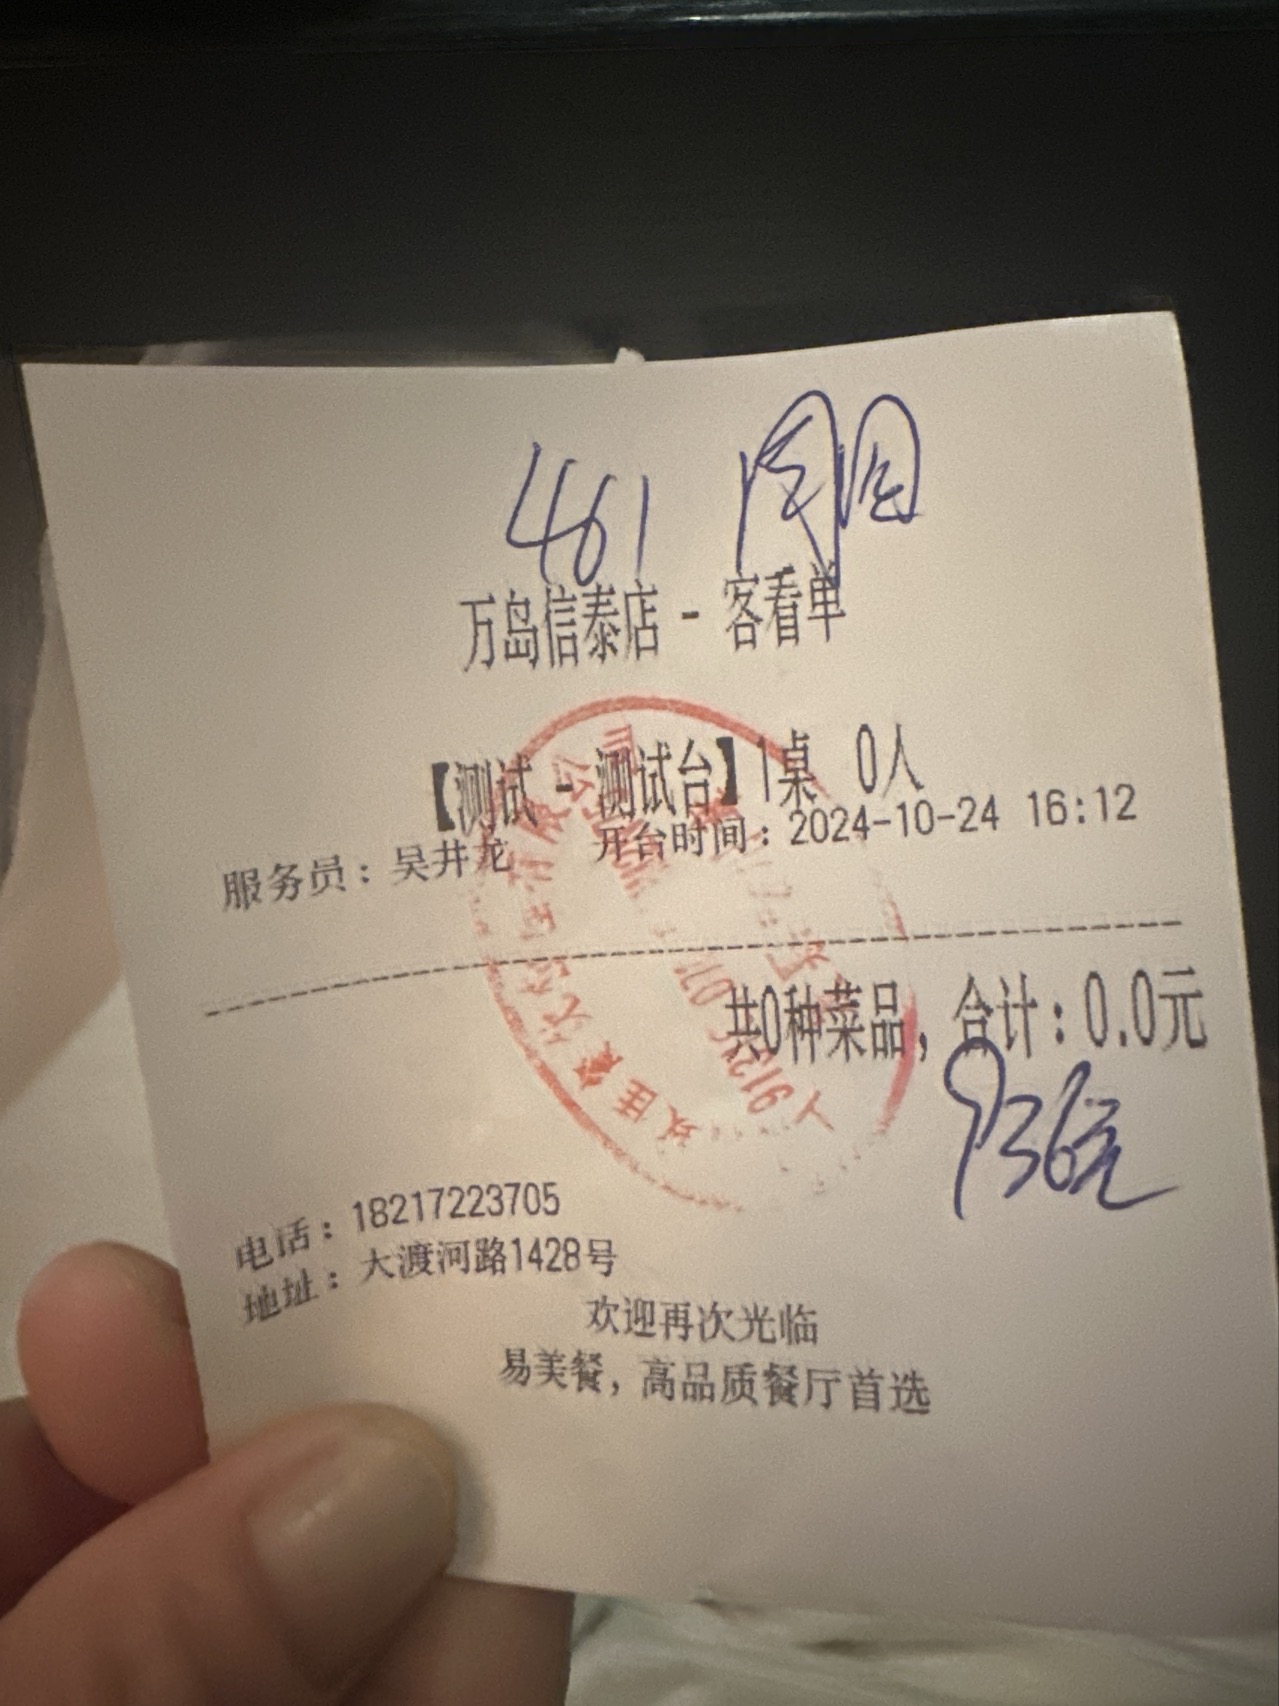 461
万岛信泰店 - 客看单
【测试 - 测试台】1桌 0人
服务员：吴井龙 开台时间：2024-10-24 16:12
共0种菜品，合计：0.0元
936元
电话：18217223705
地址：大渡河路1428号
欢迎再次光临
易美餐，高品质餐厅首选